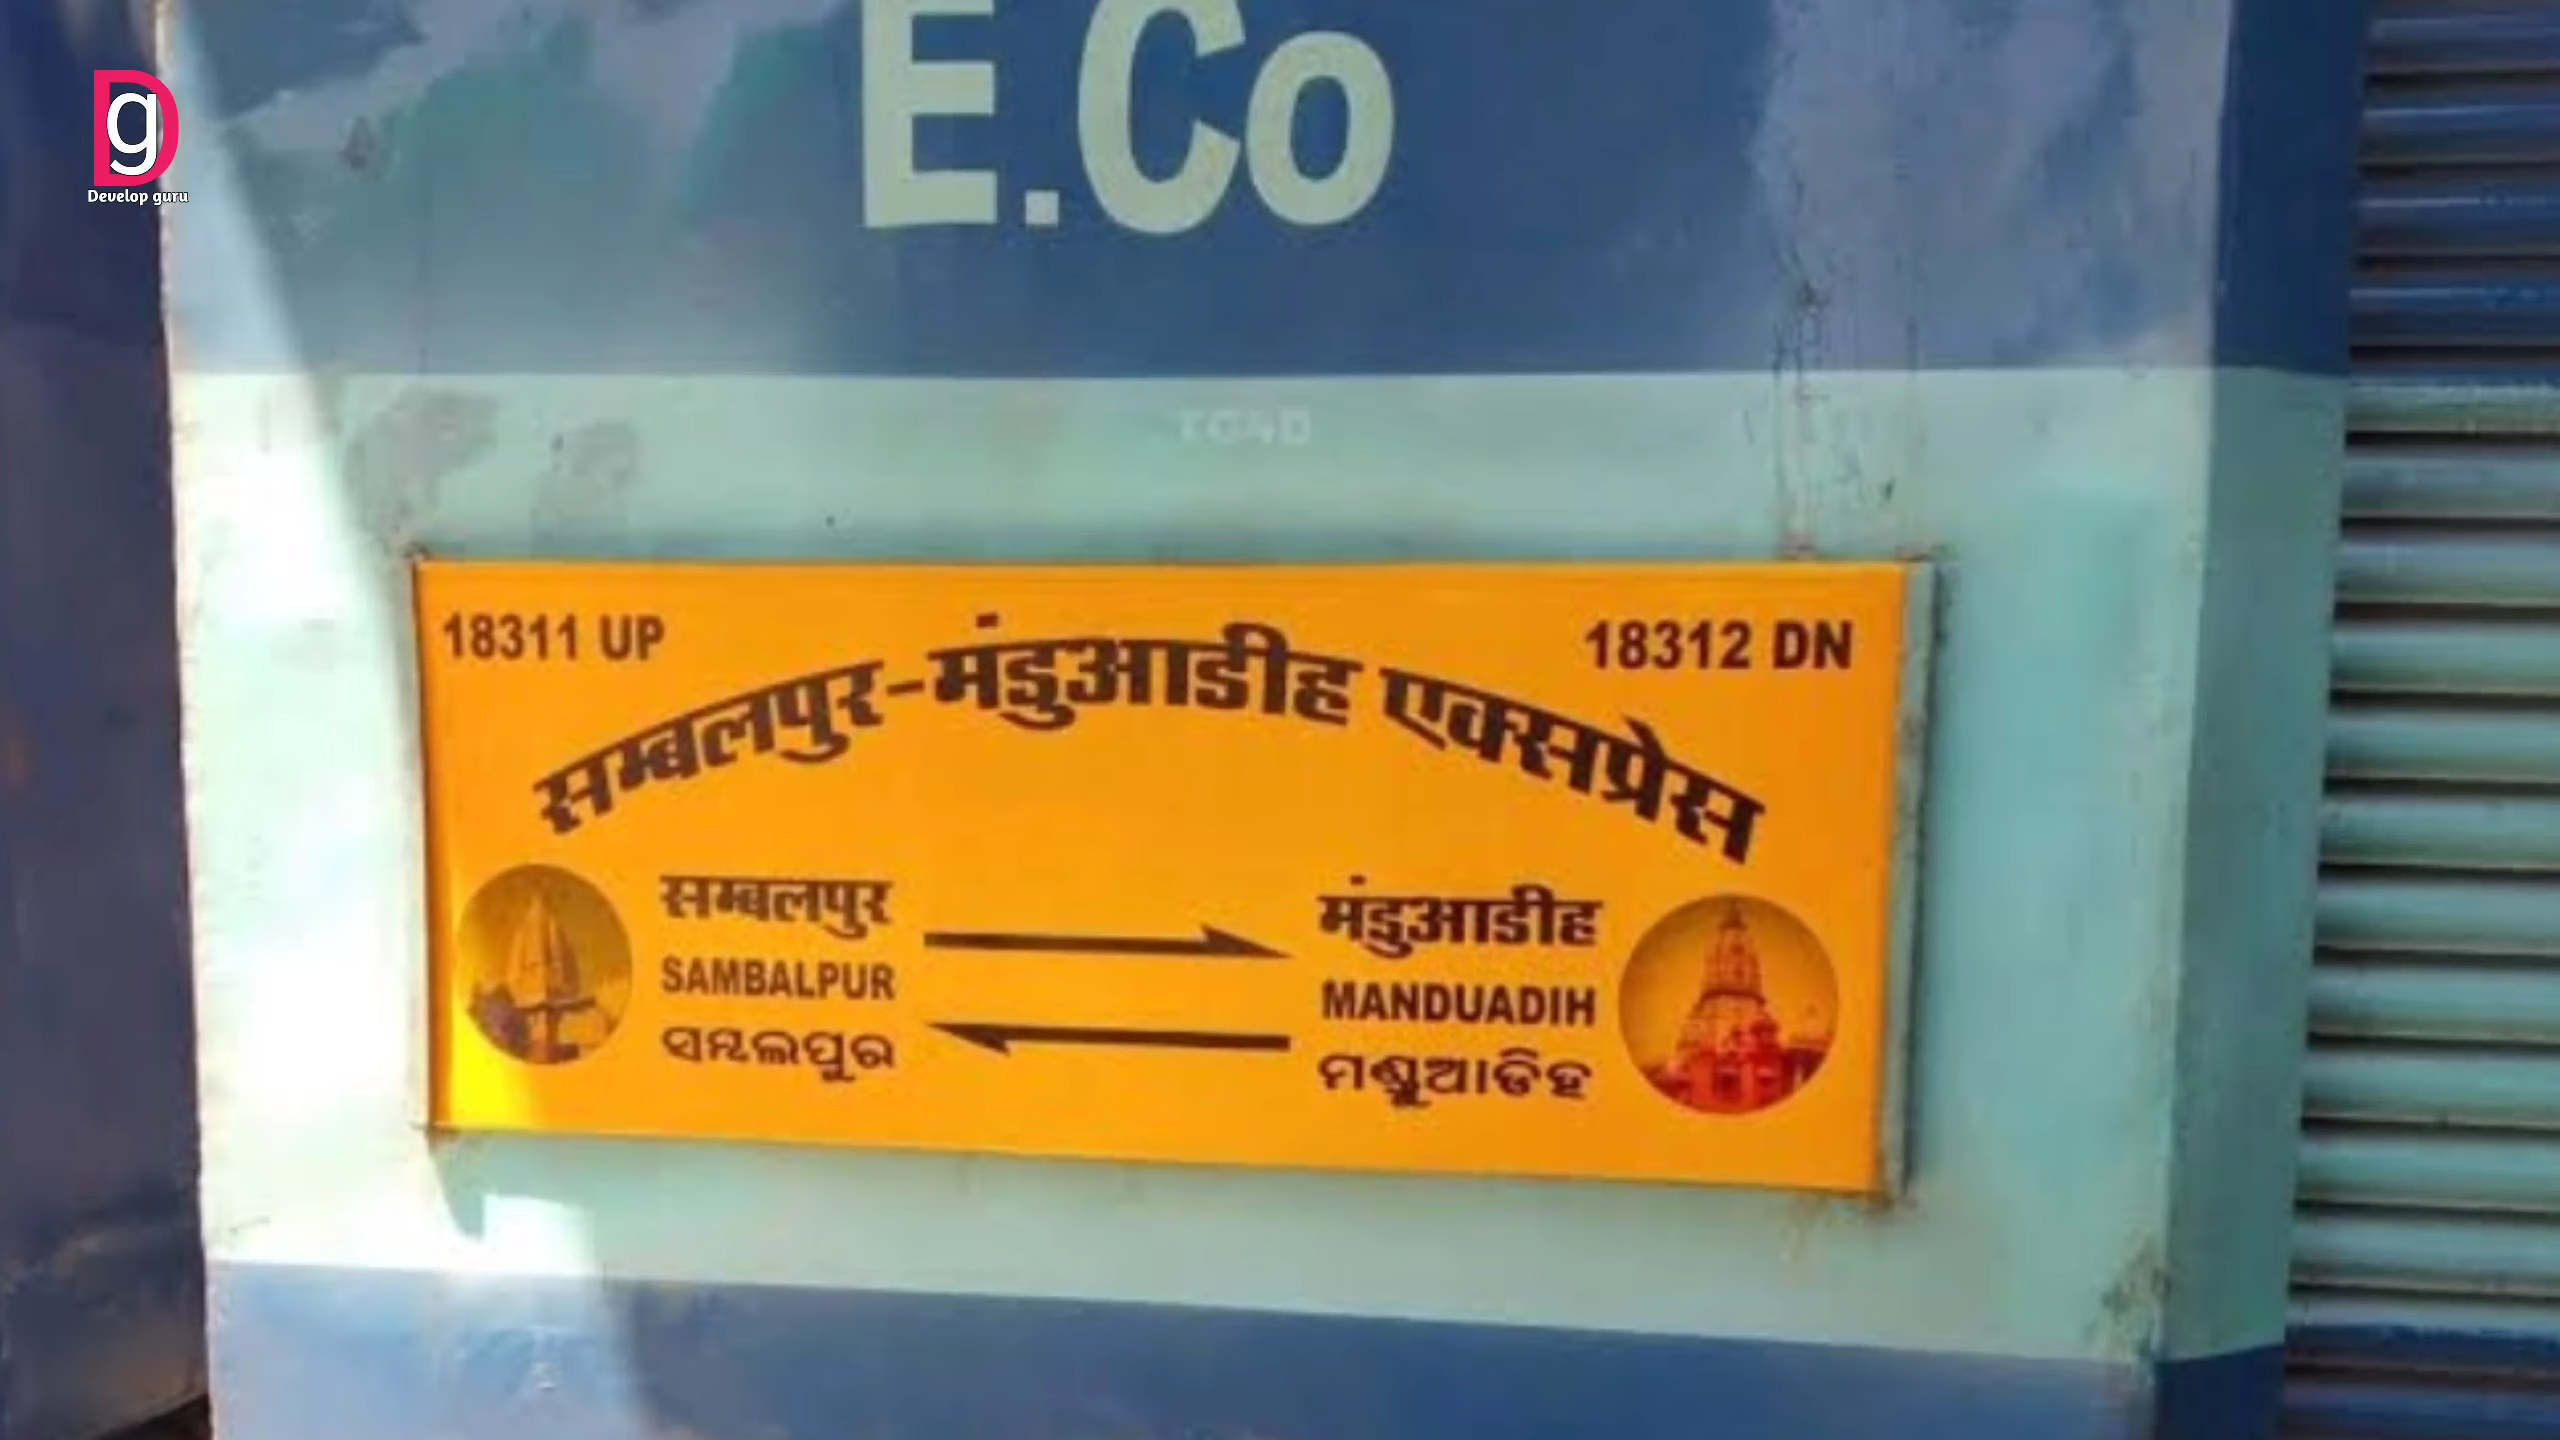 Dg
Develop guru
E.Co
18311 UP
18312 DN
सम्बलपुर-मंडुआडीह एक्सप्रेस
सम्बलपुर
SAMBALPUR
ସମ୍ବଲପୁର
मंडुआडीह
MANDUADIH
ମଣ୍ଡୁଆଡିହ